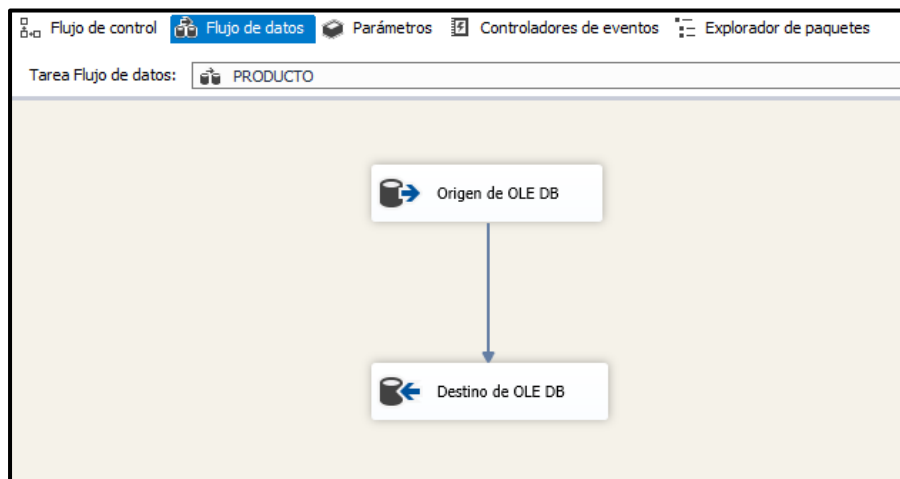 Flujo de control Flujo de datos Parámetros Controladores de eventos Explorador de paquetes
Tarea Flujo de datos: PRODUCTO
Origen de OLE DB
Destino de OLE DB